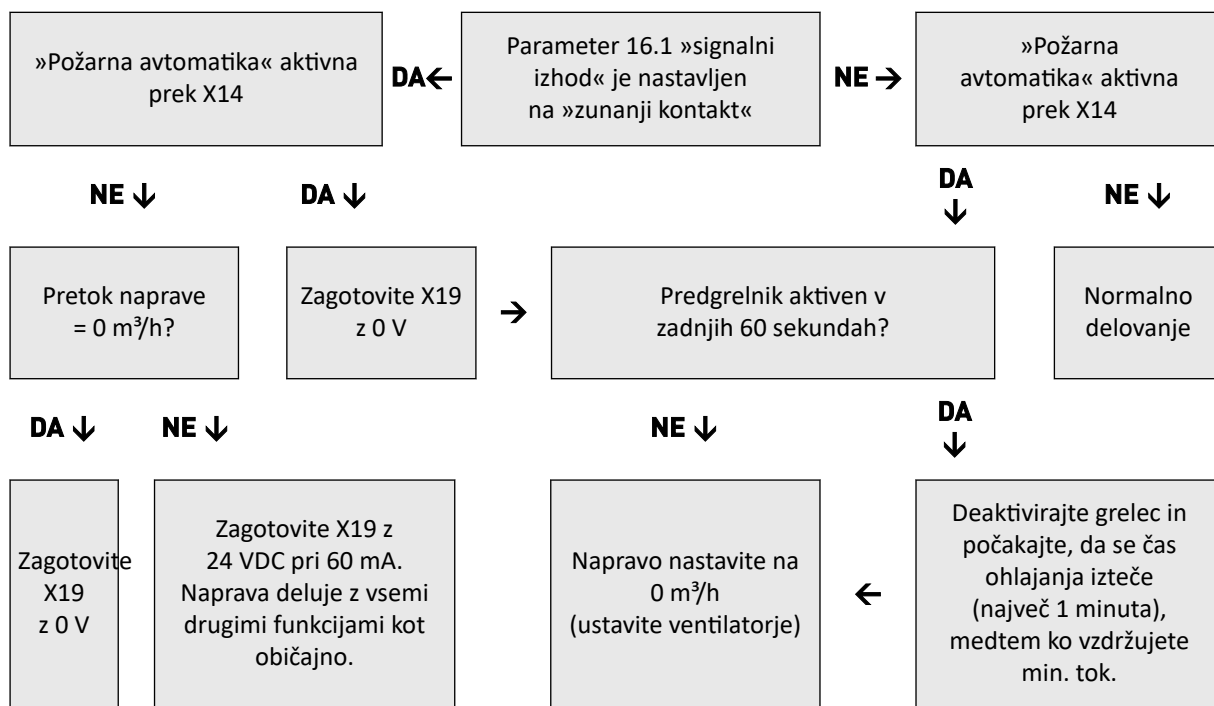 »Požarna avtomatika« aktivna
prek X14
DA←
Parameter 16.1 »signalni
izhod« je nastavljen
na »zunanji kontakt«
NE →
»Požarna
avtomatika« aktivna
prek X14
NE ↓
DA ↓
DA
↓
NE ↓
Pretok naprave
= 0 m³/h?
Zagotovite X19
z 0 V
→
Predgrelnik aktiven v
zadnjih 60 sekundah?
Normalno
delovanje
DA ↓
NE ↓
NE ↓
DA
↓
Zagotovite
X19
z 0 V
Zagotovite X19 z
24 VDC pri 60 mA.
Naprava deluje z vsemi
drugimi funkcijami kot
običajno.
Napravo nastavite na
0 m³/h
(ustavite ventilatorje)
←
Deaktivirajte grelec in
počakajte, da se čas
ohlajanja izteče
(največ 1 minuta),
medtem ko vzdržujete
min. tok.